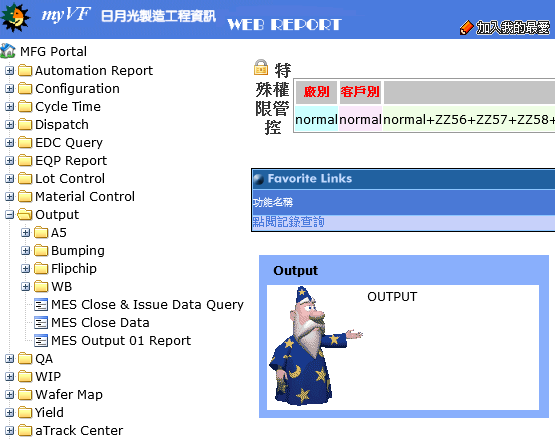 myVF 日月光製造工程資訊 WEB REPORT
加入我的最愛
MFG Portal
Automation Report
Configuration
Cycle Time
Dispatch
EDC Query
EQP Report
Lot Control
Material Control
Output
A5
Bumping
Flipchip
WB
MES Close & Issue Data Query
MES Close Data
MES Output 01 Report
QA
WIP
Wafer Map
Yield
aTrack Center
特殊權限管控
廠別 客戶別
normal normal normal+ZZ56+ZZ57+ZZ58+
Favorite Links
功能名稱
點閱記錄查詢
Output
OUTPUT